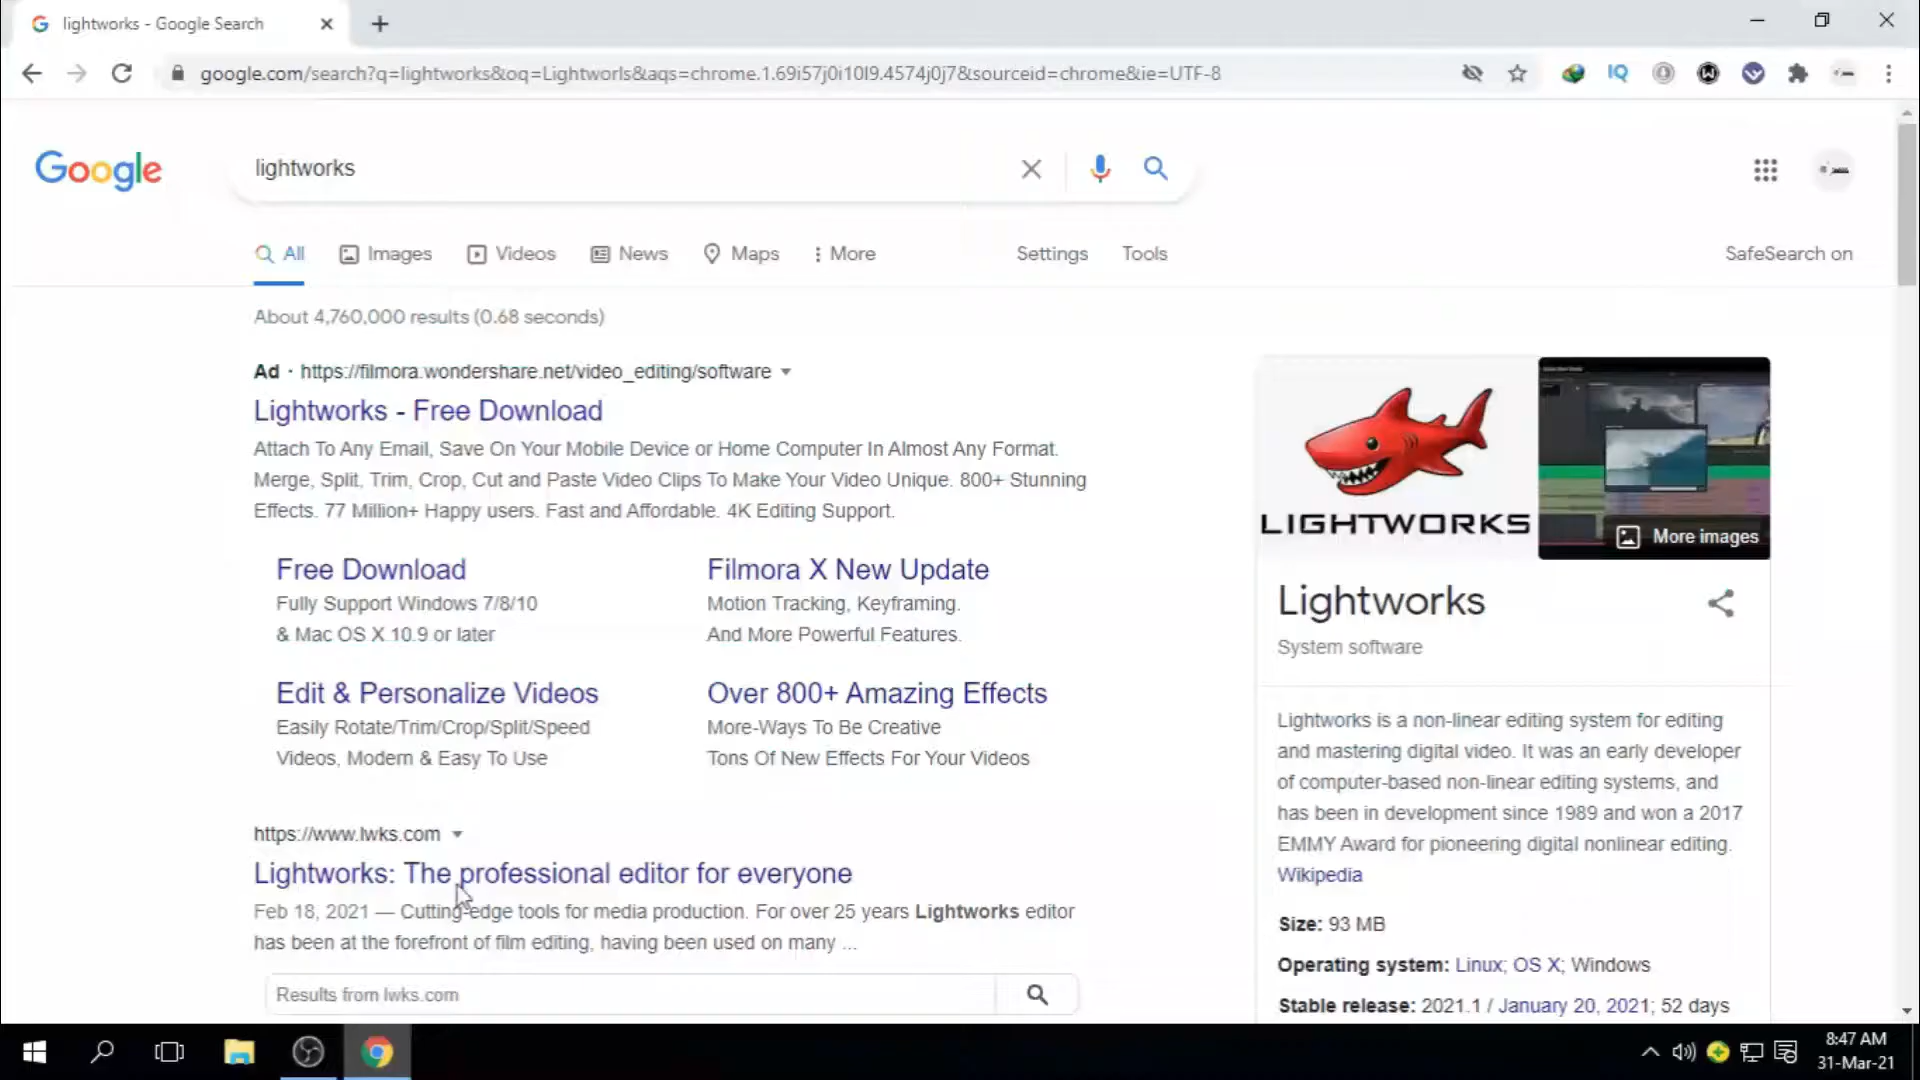 lightworks - Google Search
google.com/search?q=lightworks&oq=Lightworls&aqs=chrome.1.69i57j0i10l9.4574j0j7&sourceid=chrome&ie=UTF-8
IQ
Google
lightworks
All
Images
Videos
News
Maps
More
Settings
Tools
SafeSearch on
About 4,760,000 results (0.68 seconds)
Ad · https://filmora.wondershare.net/video_editing/software
Lightworks - Free Download
Attach To Any Email, Save On Your Mobile Device or Home Computer In Almost Any Format.
Merge, Split, Trim, Crop, Cut and Paste Video Clips To Make Your Video Unique. 800+ Stunning
Effects. 77 Million+ Happy users. Fast and Affordable. 4K Editing Support.
Free Download
Fully Support Windows 7/8/10
& Mac OS X 10.9 or later
Filmora X New Update
Motion Tracking, Keyframing.
And More Powerful Features.
Edit & Personalize Videos
Easily Rotate/Trim/Crop/Split/Speed
Videos, Modern & Easy To Use
Over 800+ Amazing Effects
More-Ways To Be Creative
Tons Of New Effects For Your Videos
https://www.lwks.com
Lightworks: The professional editor for everyone
Feb 18, 2021 — Cutting-edge tools for media production. For over 25 years Lightworks editor
has been at the forefront of film editing, having been used on many ...
Results from lwks.com
LIGHTWORKS
More images
Lightworks
System software
Lightworks is a non-linear editing system for editing
and mastering digital video. It was an early developer
of computer-based non-linear editing systems, and
has been in development since 1989 and won a 2017
EMMY Award for pioneering digital nonlinear editing.
Wikipedia
Size: 93 MB
Operating system: Linux; OS X; Windows
Stable release: 2021.1 / January 20, 2021; 52 days
8:47 AM
31-Mar-21